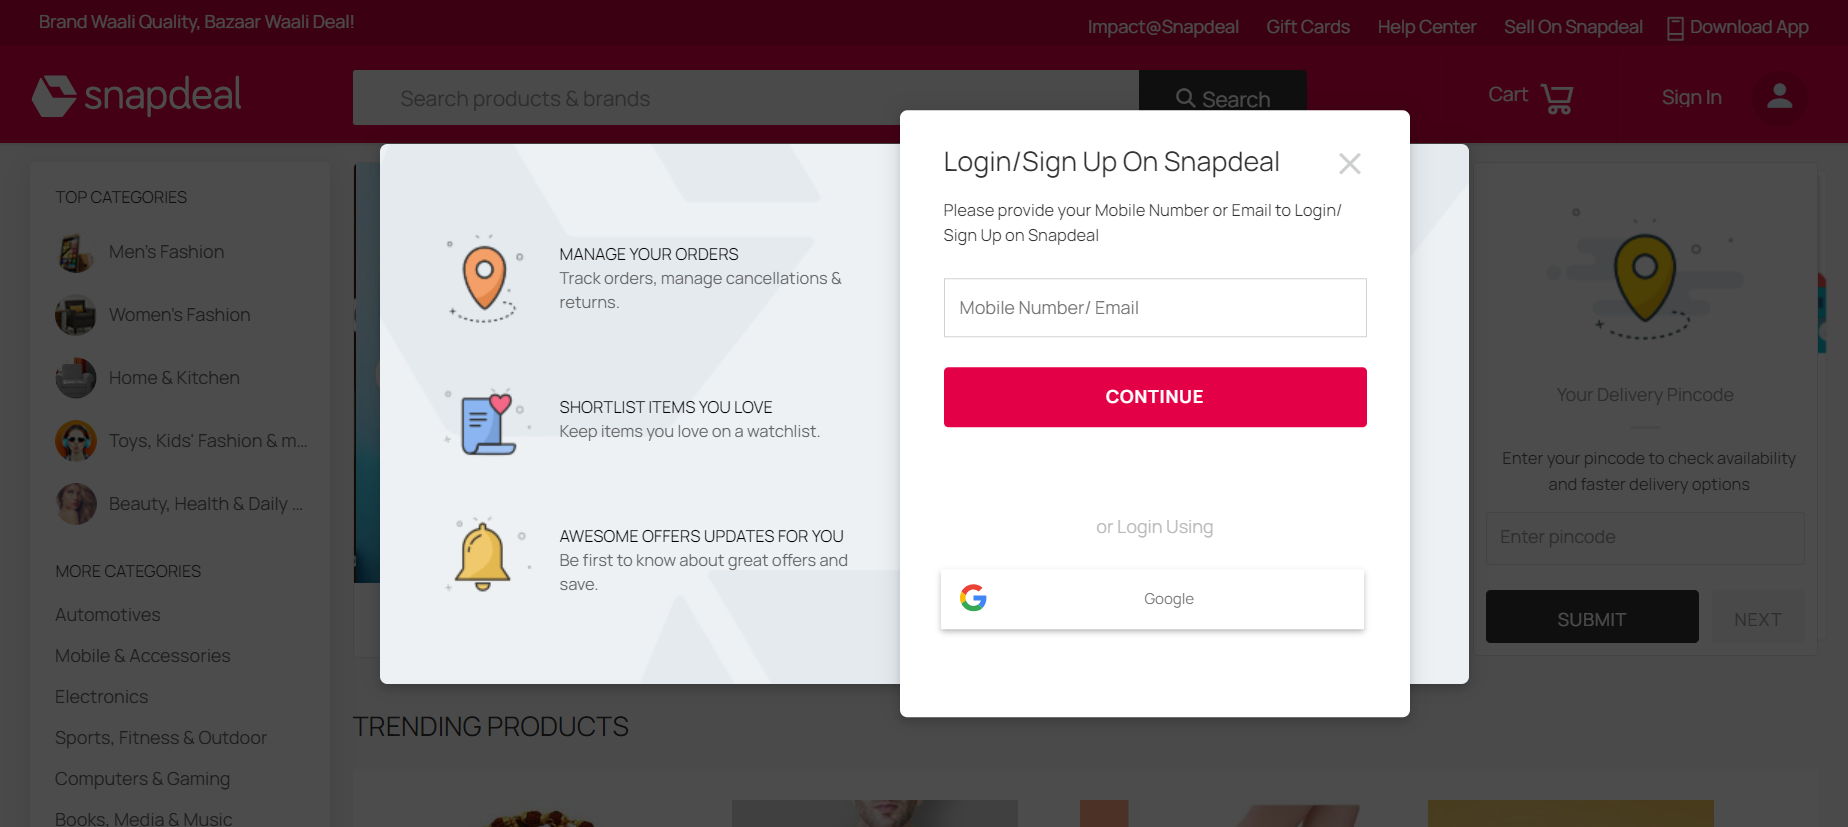 Brand Waali Quality, Bazaar Waali Deal!
Impact@Snapdeal
Gift Cards
Help Center
Sell On Snapdeal
Download App
snapdeal
Search products & brands
Search
Cart
Sign In
TOP CATEGORIES
Men's Fashion
Women's Fashion
Home & Kitchen
Toys, Kids' Fashion & m...
Beauty, Health & Daily ...
MORE CATEGORIES
Automotives
Mobile & Accessories
Electronics
Sports, Fitness & Outdoor
Computers & Gaming
Books, Media & Music
MANAGE YOUR ORDERS
Track orders, manage cancellations &
returns.
SHORTLIST ITEMS YOU LOVE
Keep items you love on a watchlist.
AWESOME OFFERS UPDATES FOR YOU
Be first to know about great offers and
save.
Login/Sign Up On Snapdeal
Please provide your Mobile Number or Email to Login/
Sign Up on Snapdeal
Mobile Number/ Email
CONTINUE
or Login Using
Google
Your Delivery Pincode
Enter your pincode to check availability
and faster delivery options
Enter pincode
SUBMIT
NEXT
TRENDING PRODUCTS